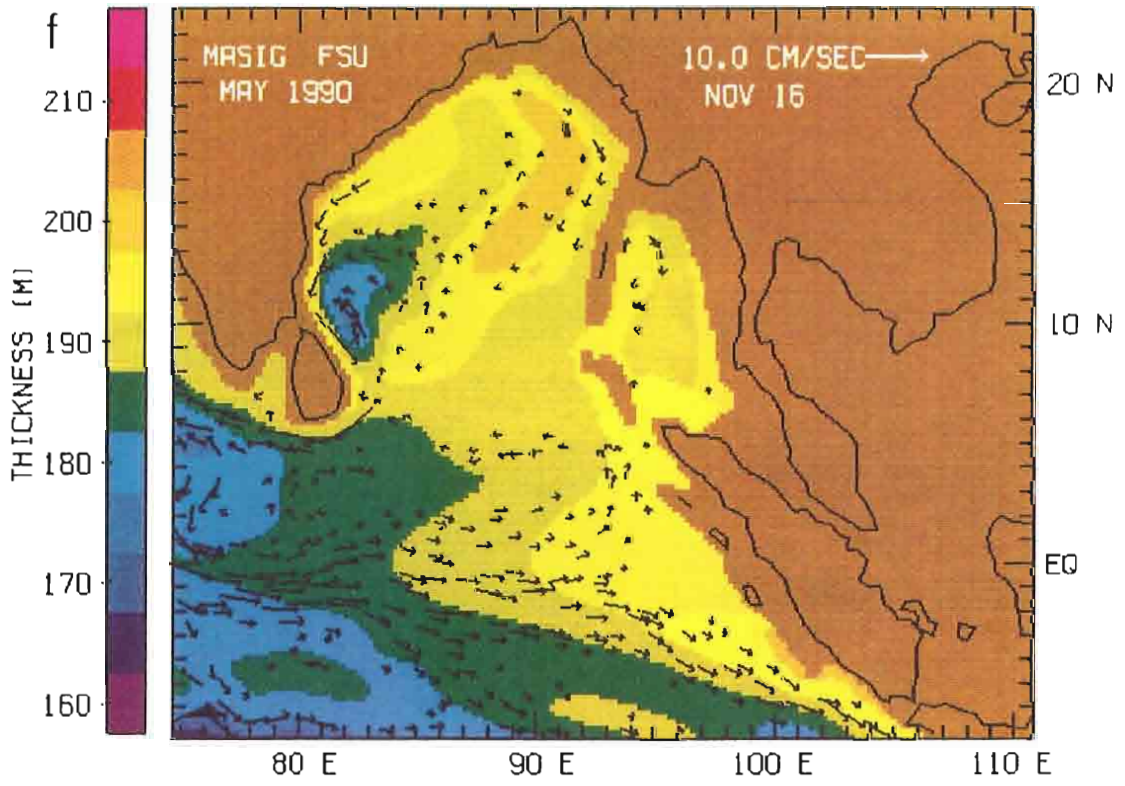 f
MASIG FSU
MAY 1990
10.0 CM/SEC
NOV 16
210
200
190
180
170
160
THICKNESS (M)
20 N
10 N
EQ
80 E
90 E
100 E
110 E